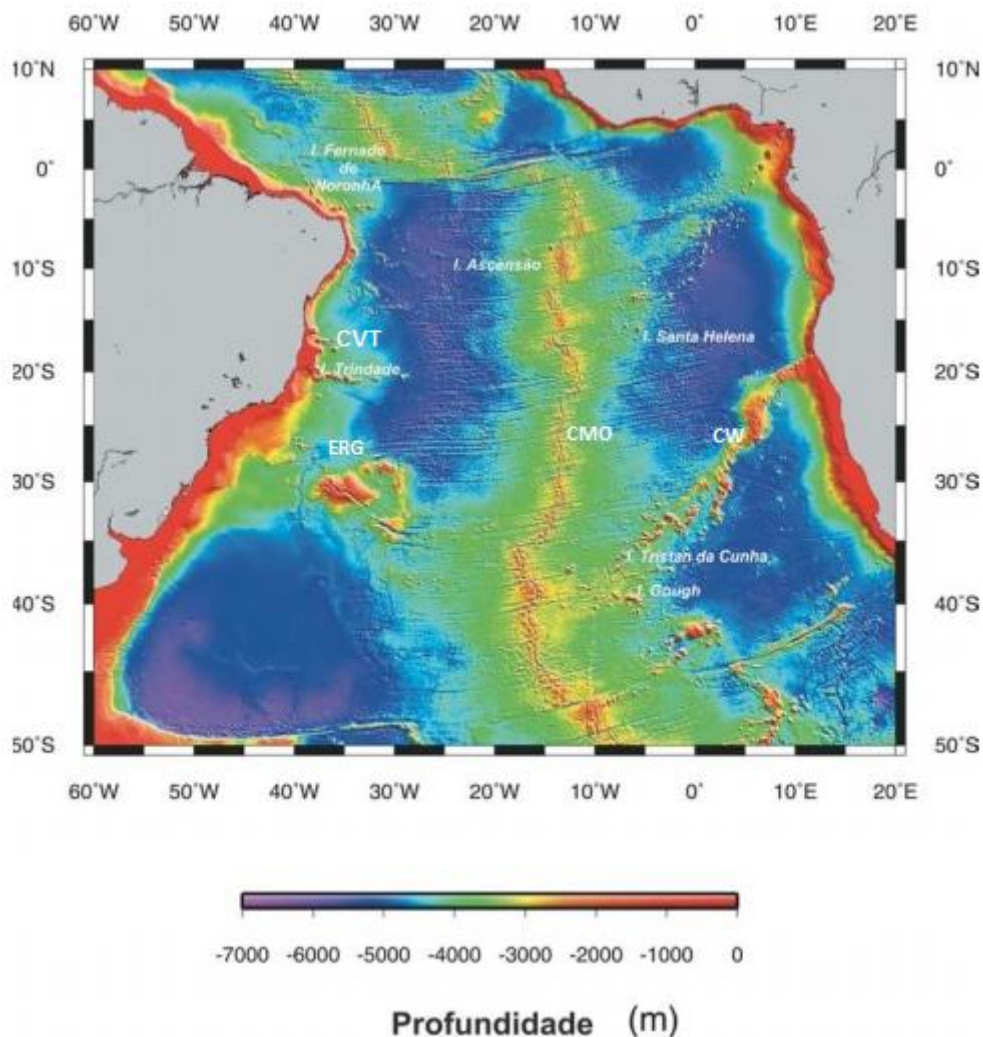 60°W 50°W 40°W 30°W 20°W 10°W 0° 10°E 20°E
10°N 10°N
I. Fernado
de
NoronhA
0° 0°
I. Ascensão
10°S 10°S
CVT
I. Santa Helena
I. Trindade
20°S 20°S
ERG CMO CW
30°S 30°S
I. Tristan da Cunha
I. Gough
40°S 40°S
50°S 50°S
60°W 50°W 40°W 30°W 20°W 10°W 0° 10°E 20°E
-7000 -6000 -5000 -4000 -3000 -2000 -1000 0
Profundidade (m)